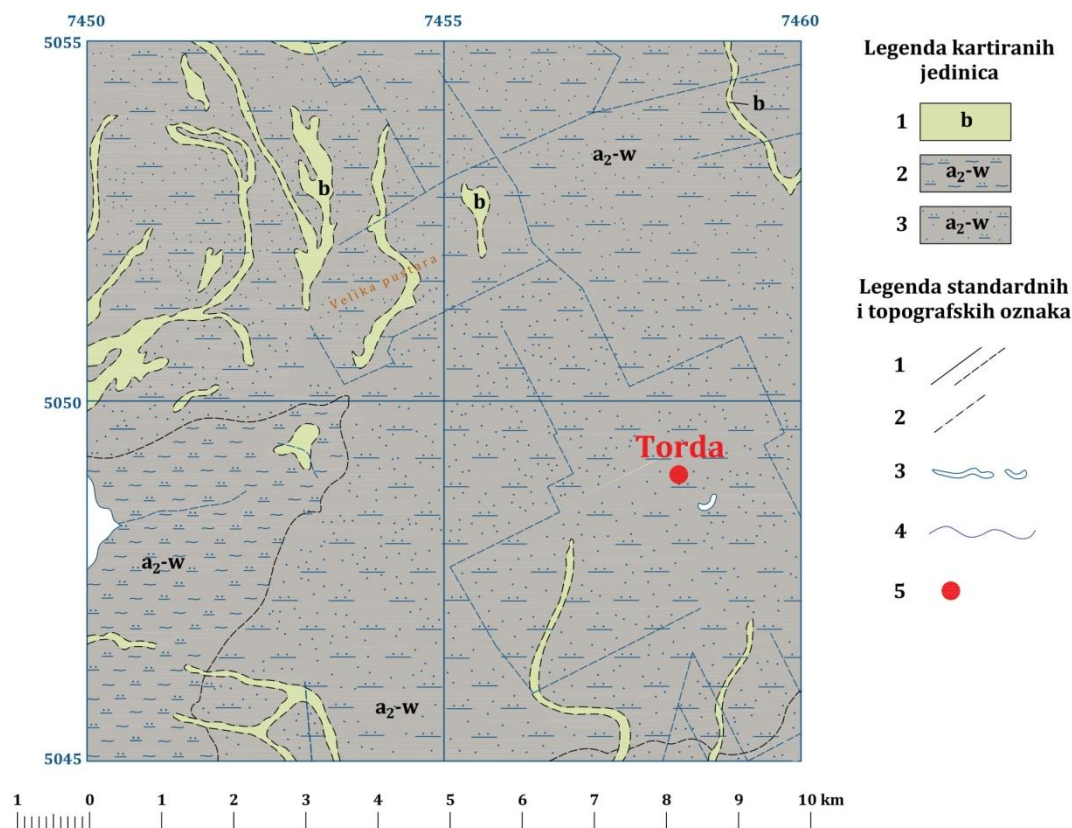 7450 7455 7460
5055
5050
5045
b
b
b
a₂-w
Velika pustara
Torda
a₂-w
a₂-w
1 0 1 2 3 4 5 6 7 8 9 10 km
Legenda kartiranih
jedinica
1 b
2 a₂-w
3 a₂-w
Legenda standardnih
i topografskih oznaka
1
2
3
4
5